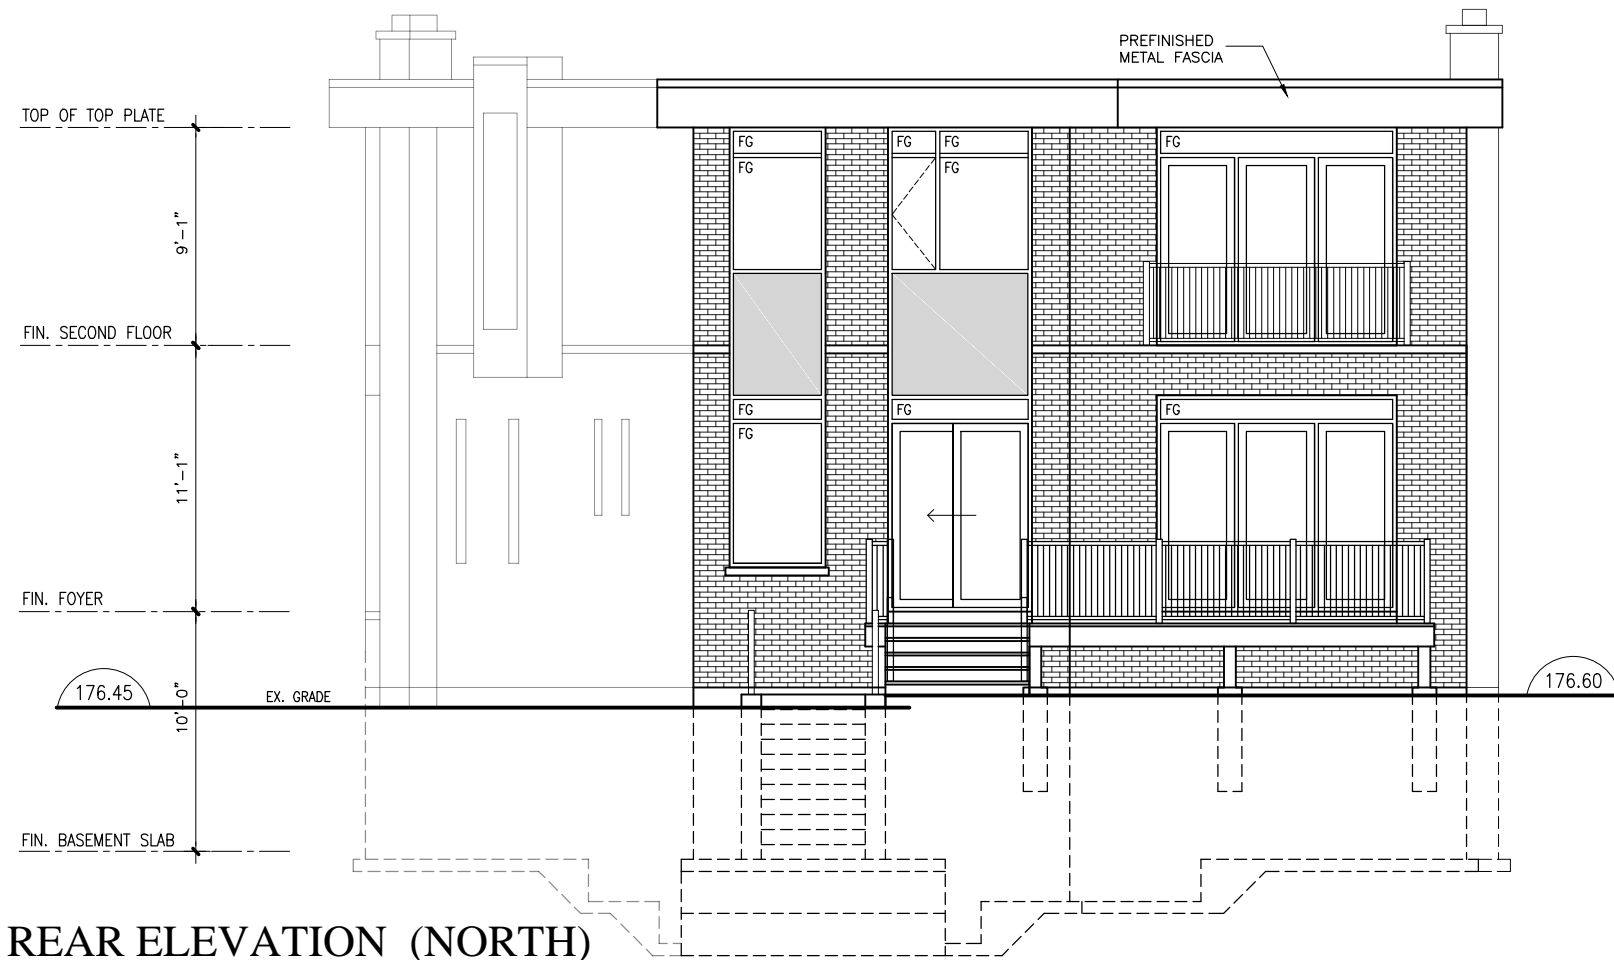 PREFINISHED
METAL FASCIA
TOP OF TOP PLATE
FG
FG
FG
FG
FG
FG
9'-1"
FIN. SECOND FLOOR
FG
FG
FG
FG
11'-1"
FIN. FOYER
176.45
10'-0"
EX. GRADE
176.60
FIN. BASEMENT SLAB
REAR ELEVATION (NORTH)